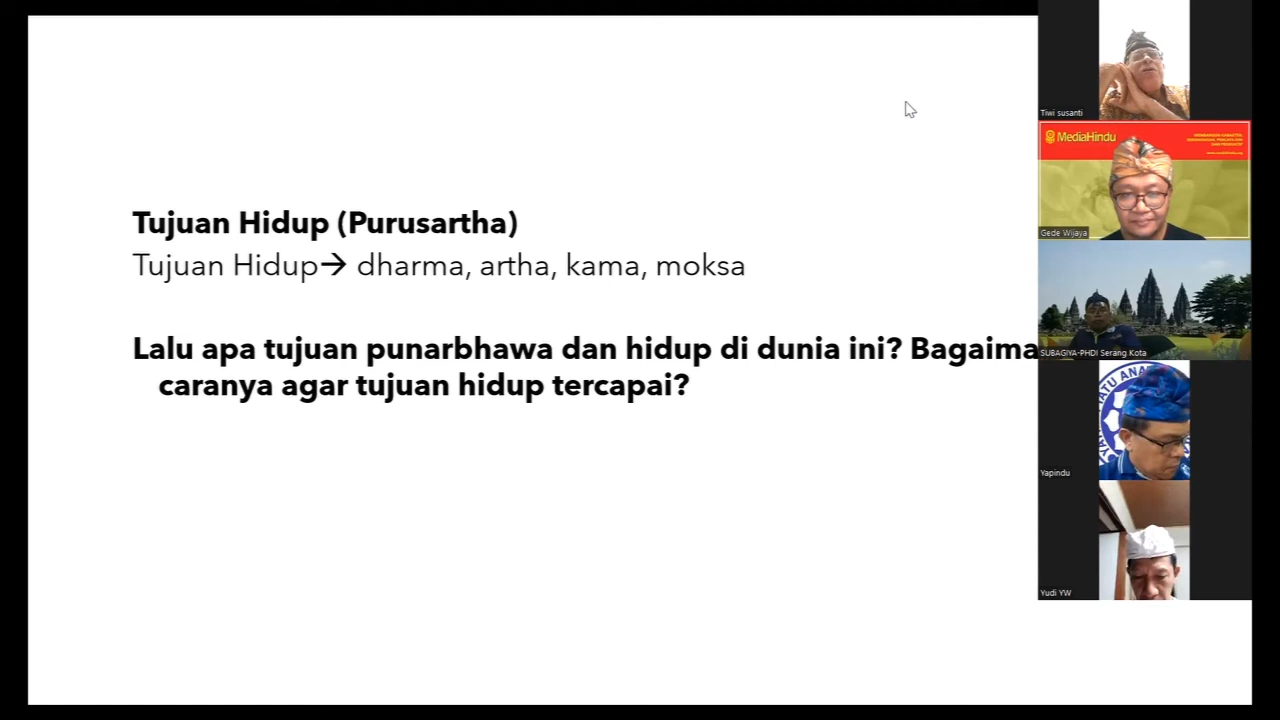 Tujuan Hidup (Purusartha)
Tujuan Hidup→ dharma, artha, kama, moksa
Lalu apa tujuan punarbhawa dan hidup di dunia ini? Bagaima
caranya agar tujuan hidup tercapai?
Tiwi susanti
MediaHindu
Gede Wijaya
SUBAGIYA-PHDI Serang Kota
Yapindu
Yudi YW